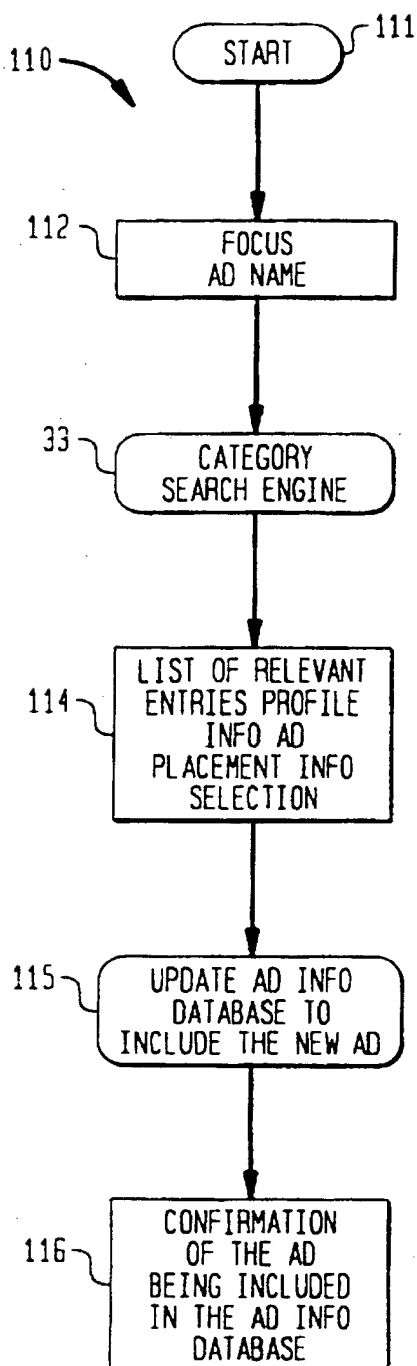 110
START
111
112
FOCUS
AD NAME
33
CATEGORY
SEARCH ENGINE
114
LIST OF RELEVANT
ENTRIES PROFILE
INFO AD
PLACEMENT INFO
SELECTION
115
UPDATE AD INFO
DATABASE TO
INCLUDE THE NEW AD
116
CONFIRMATION
OF THE AD
BEING INCLUDED
IN THE AD INFO
DATABASE